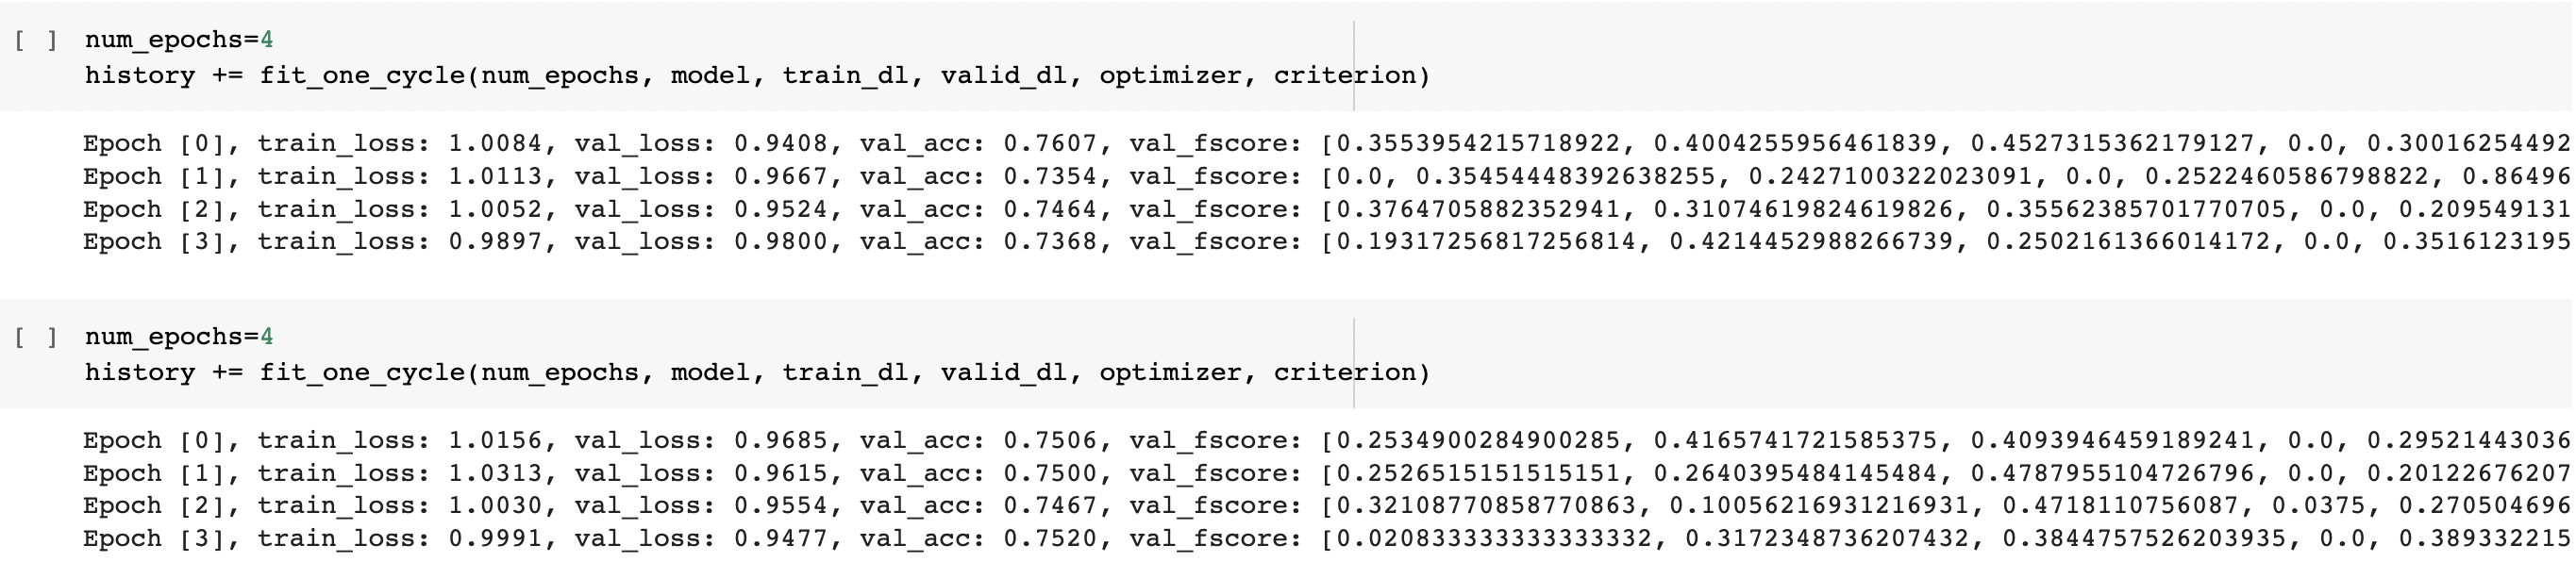 [ ] num_epochs=4
history += fit_one_cycle(num_epochs, model, train_dl, valid_dl, optimizer, criterion)
Epoch [0], train_loss: 1.0084, val_loss: 0.9408, val_acc: 0.7607, val_fscore: [0.3553954215718922, 0.4004255956461839, 0.4527315362179127, 0.0, 0.30016254492
Epoch [1], train_loss: 1.0113, val_loss: 0.9667, val_acc: 0.7354, val_fscore: [0.0, 0.35454448392638255, 0.2427100322023091, 0.0, 0.2522460586798822, 0.86496
Epoch [2], train_loss: 1.0052, val_loss: 0.9524, val_acc: 0.7464, val_fscore: [0.3764705882352941, 0.31074619824619826, 0.35562385701770705, 0.0, 0.209549131
Epoch [3], train_loss: 0.9897, val_loss: 0.9800, val_acc: 0.7368, val_fscore: [0.19317256817256814, 0.4214452988266739, 0.2502161366014172, 0.0, 0.3516123195
[ ] num_epochs=4
history += fit_one_cycle(num_epochs, model, train_dl, valid_dl, optimizer, criterion)
Epoch [0], train_loss: 1.0156, val_loss: 0.9685, val_acc: 0.7506, val_fscore: [0.2534900284900285, 0.4165741721585375, 0.4093946459189241, 0.0, 0.29521443036
Epoch [1], train_loss: 1.0313, val_loss: 0.9615, val_acc: 0.7500, val_fscore: [0.2526515151515151, 0.2640395484145484, 0.4787955104726796, 0.0, 0.20122676207
Epoch [2], train_loss: 1.0030, val_loss: 0.9554, val_acc: 0.7467, val_fscore: [0.32108770858770863, 0.10056216931216931, 0.4718110756087, 0.0375, 0.270504696
Epoch [3], train_loss: 0.9991, val_loss: 0.9477, val_acc: 0.7520, val_fscore: [0.020833333333333332, 0.3172348736207432, 0.3844757526203935, 0.0, 0.389332215